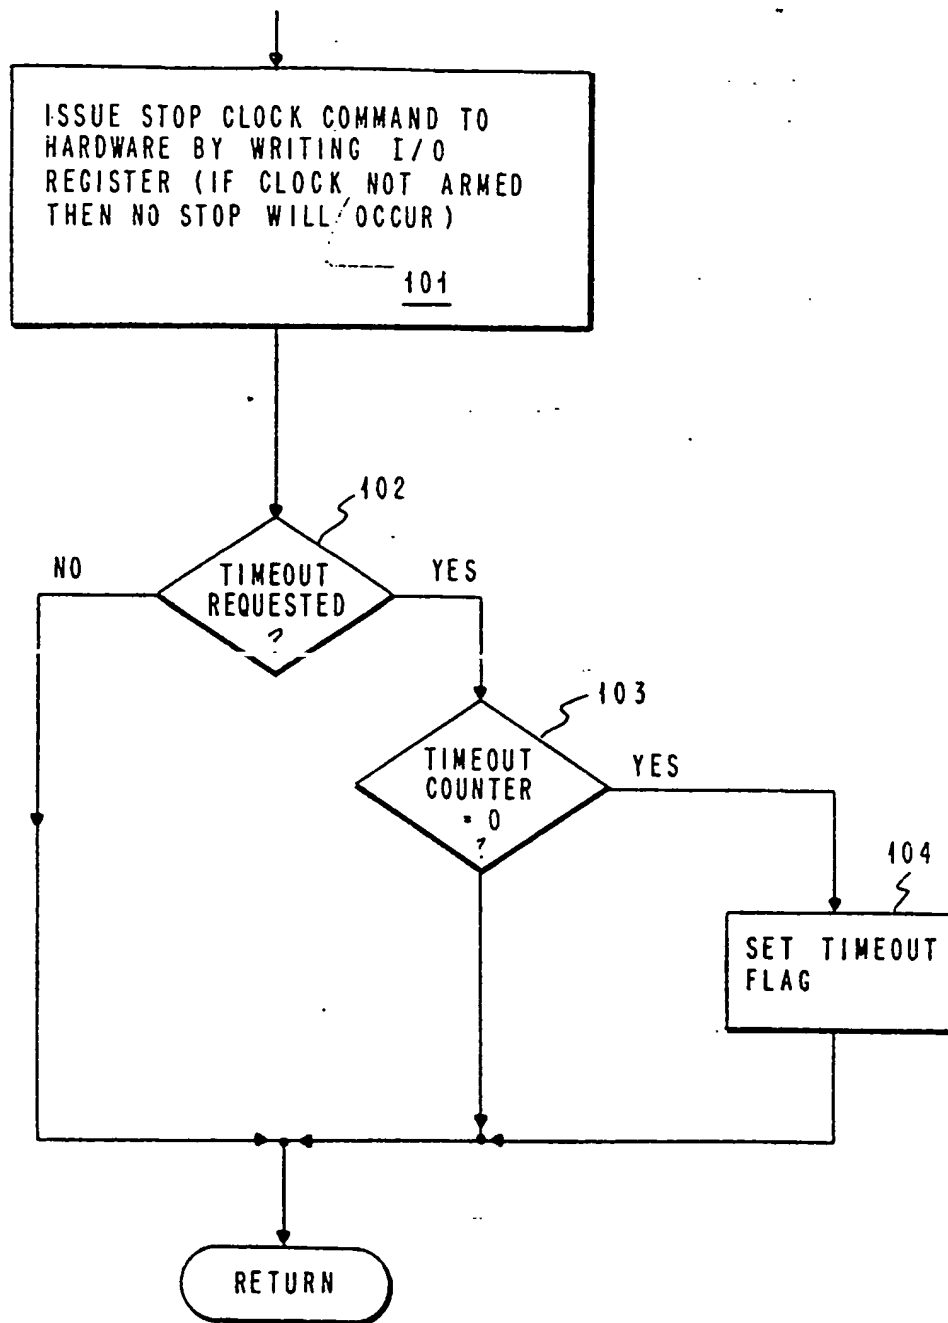 ISSUE STOP CLOCK COMMAND TO
HARDWARE BY WRITING I/O
REGISTER (IF CLOCK NOT ARMED
THEN NO STOP WILL OCCUR)
101
102
NO
TIMEOUT
REQUESTED
?
YES
103
TIMEOUT
COUNTER
= 0
?
YES
104
SET TIMEOUT
FLAG
RETURN